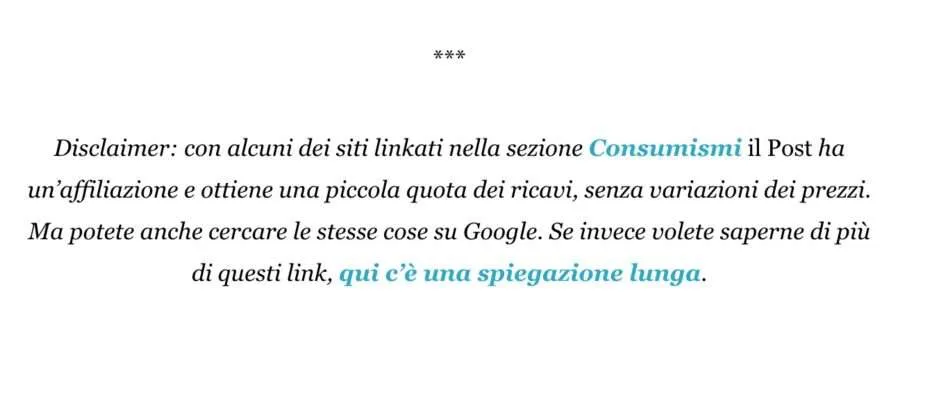 ***
Disclaimer: con alcuni dei siti linkati nella sezione Consumismi il Post ha
un’affiliazione e ottiene una piccola quota dei ricavi, senza variazioni dei prezzi.
Ma potete anche cercare le stesse cose su Google. Se invece volete saperne di più
di questi link, qui c’è una spiegazione lunga.